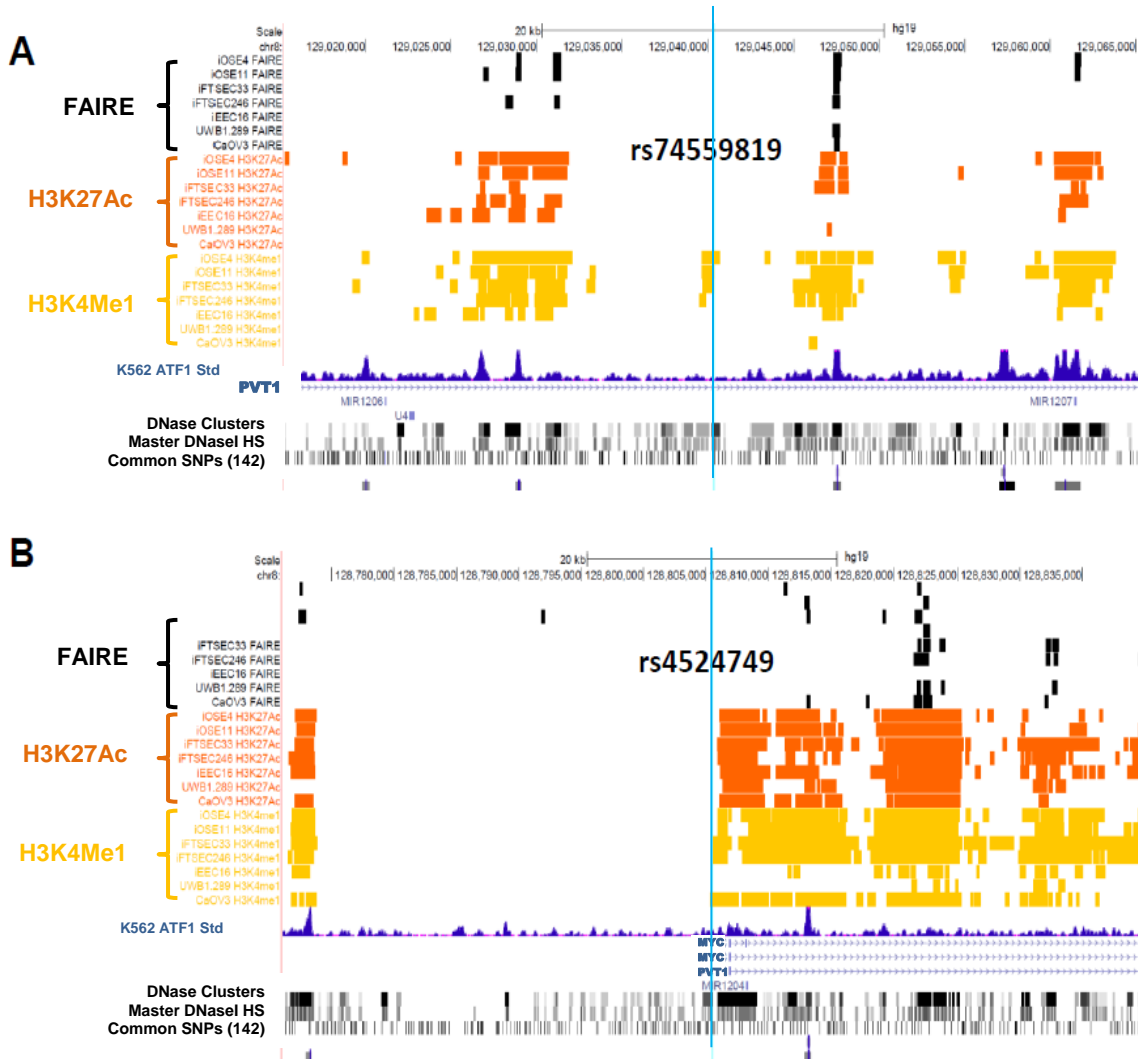 A
Scale
20 kb
hg19
chr8:
129,020,000
129,025,000
129,030,000
129,035,000
129,040,000
129,045,000
129,050,000
129,055,000
129,060,000
129,065,000
FAIRE
iOSE4 FAIRE
iOSE11 FAIRE
iFTSEC33 FAIRE
iFTSEC246 FAIRE
iEEC16 FAIRE
UWB1.289 FAIRE
CaOV3 FAIRE
rs74559819
H3K27Ac
iOSE4 H3K27Ac
iOSE11 H3K27Ac
iFTSEC33 H3K27Ac
iFTSEC246 H3K27Ac
iEEC16 H3K27Ac
UWB1.289 H3K27Ac
CaOV3 H3K27Ac
H3K4Me1
iOSE4 H3K4me1
iOSE11 H3K4me1
iFTSEC33 H3K4me1
iFTSEC246 H3K4me1
iEEC16 H3K4me1
UWB1.289 H3K4me1
CaOV3 H3K4me1
K562 ATF1 Std
PVT1
MIR1206
MIR1207
U4
DNase Clusters
Master DNaseI HS
Common SNPs (142)
B
Scale
20 kb
hg19
chr8:
128,780,000
128,785,000
128,790,000
128,795,000
128,800,000
128,805,000
128,810,000
128,815,000
128,820,000
128,825,000
128,830,000
128,835,000
FAIRE
iFTSEC33 FAIRE
iFTSEC246 FAIRE
iEEC16 FAIRE
UWB1.289 FAIRE
CaOV3 FAIRE
rs4524749
H3K27Ac
iOSE4 H3K27Ac
iOSE11 H3K27Ac
iFTSEC33 H3K27Ac
iFTSEC246 H3K27Ac
iEEC16 H3K27Ac
UWB1.289 H3K27Ac
CaOV3 H3K27Ac
H3K4Me1
iOSE4 H3K4me1
iOSE11 H3K4me1
iFTSEC33 H3K4me1
iFTSEC246 H3K4me1
iEEC16 H3K4me1
UWB1.289 H3K4me1
CaOV3 H3K4me1
K562 ATF1 Std
MYC
MYC
PVT1
MIR1204
DNase Clusters
Master DNaseI HS
Common SNPs (142)